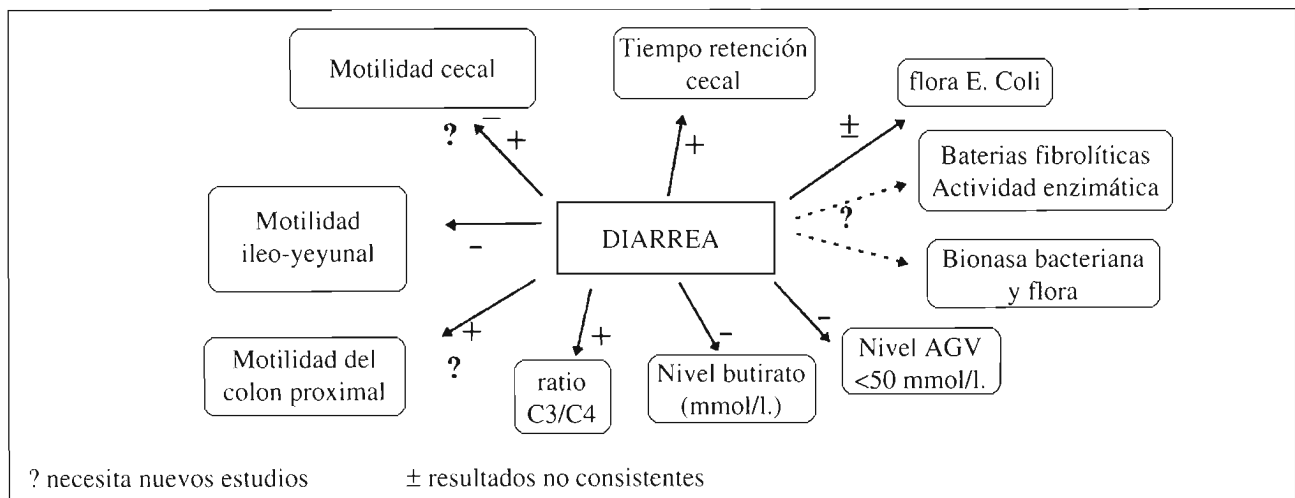 Motilidad cecal
Tiempo retención
cecal
flora E. Coli
? − +
+
±
Baterias fibrolíticas
Actividad enzimática
Motilidad
ileo-yeyunal
−
DIARREA
?
Bionasa bacteriana
y flora
+
?
+
−
−
Motilidad del
colon proximal
ratio
C3/C4
Nivel butirato
(mmol/l.)
Nivel AGV
<50 mmol/l.
? necesita nuevos estudios
± resultados no consistentes